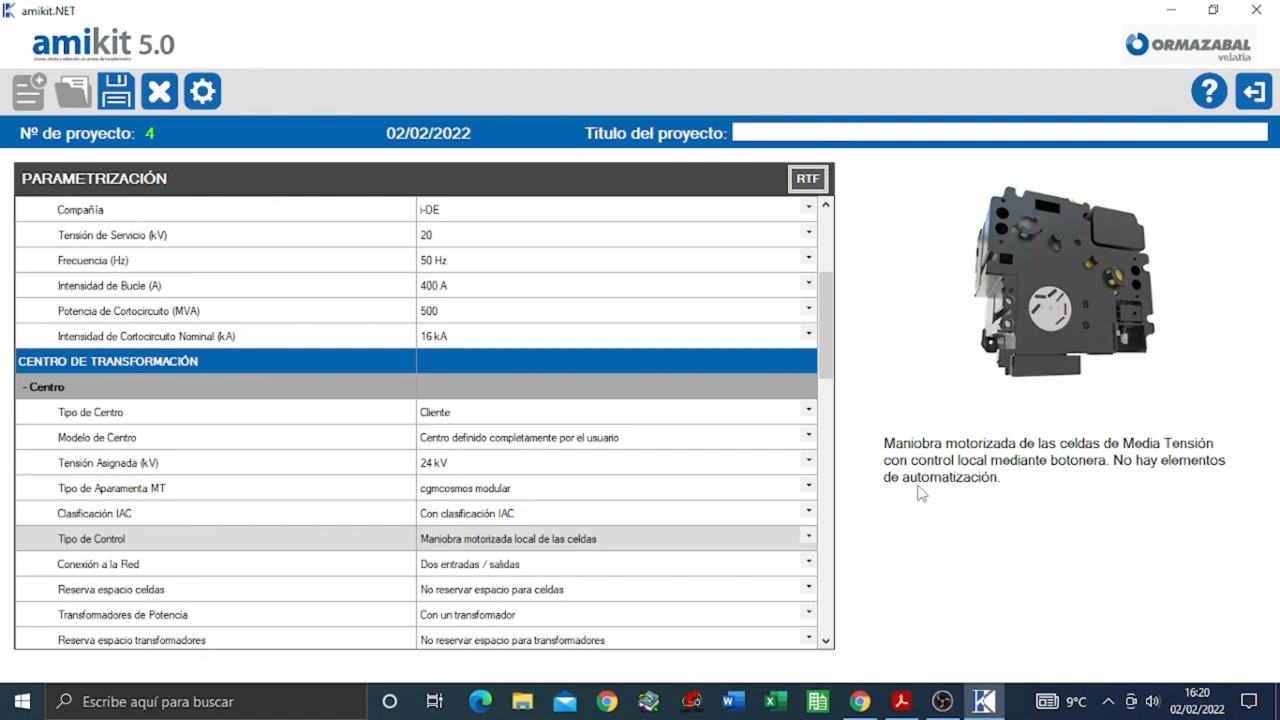 amikit.NET
amikit 5.0
ORMAZABAL
velatia
?
Nº de proyecto: 4 02/02/2022 Titulo del proyecto:
PARAMETRIZACIÓN RTF
Compañía i-DE
Tensión de Servicio (kV) 20
Frecuencia (Hz) 50 Hz
Intensidad de Bucle (A) 400 A
Potencia de Cortocircuito (MVA) 500
Intensidad de Cortocircuito Nominal (kA) 16 kA
CENTRO DE TRANSFORMACIÓN
- Centro
Tipo de Centro Cliente
Modelo de Centro Centro definido completamente por el usuario
Tensión Asignada (kV) 24 kV
Tipo de Aparamenta MT cgmcosmos modular
Clasificación IAC Con clasificación IAC
Tipo de Control Maniobra motorizada local de las celdas
Conexión a la Red Dos entradas / salidas
Reserva espacio celdas No reservar espacio para celdas
Transformadores de Potencia Con un transformador
Reserva espacio transformadores No reservar espacio para transformadores
Maniobra motorizada de las celdas de Media Tensión
con control local mediante botonera. No hay elementos
de automatización.
Escribe aquí para buscar
9°C
16:20
02/02/2022